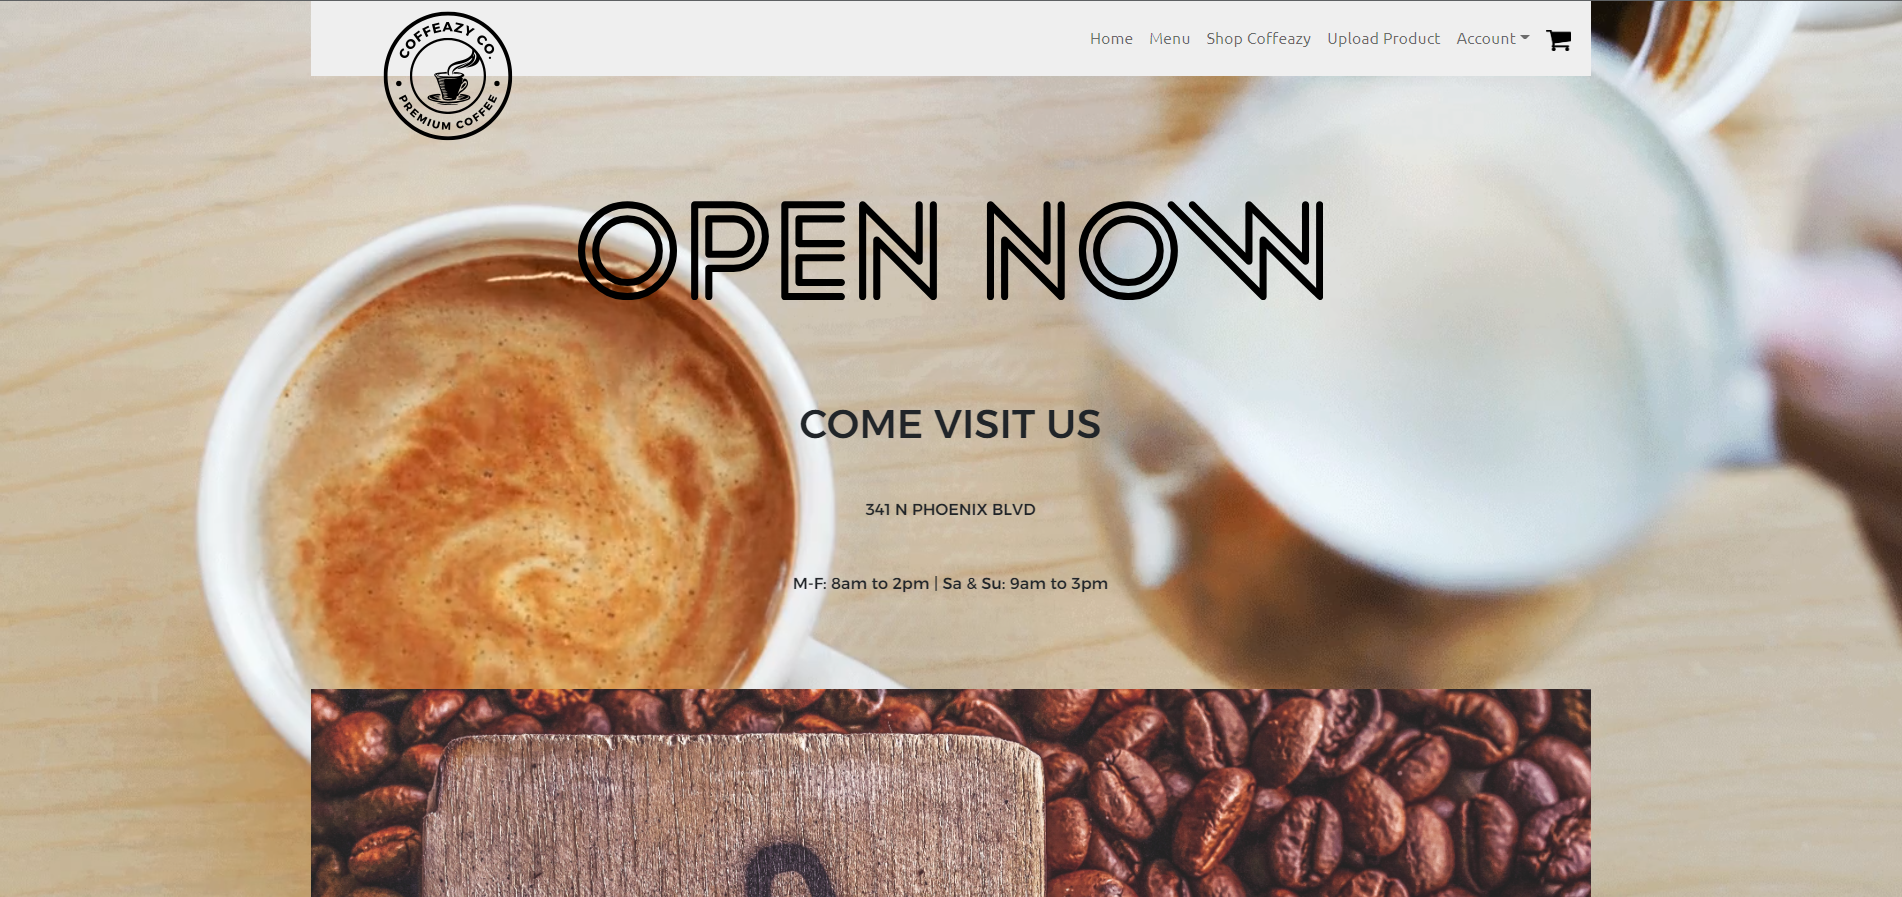 COFFEAZY CO.
PREMIUM COFFEE
Home Menu Shop Coffeazy Upload Product Account
OPEN NOW
COME VISIT US
341 N PHOENIX BLVD
M-F: 8am to 2pm | Sa & Su: 9am to 3pm